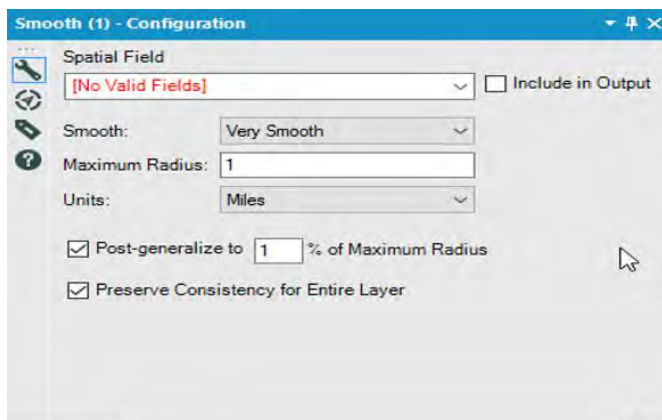 Smooth (1) - Configuration
Spatial Field
[No Valid Fields] Include in Output
Smooth: Very Smooth
Maximum Radius: 1
Units: Miles
Post-generalize to 1 % of Maximum Radius
Preserve Consistency for Entire Layer